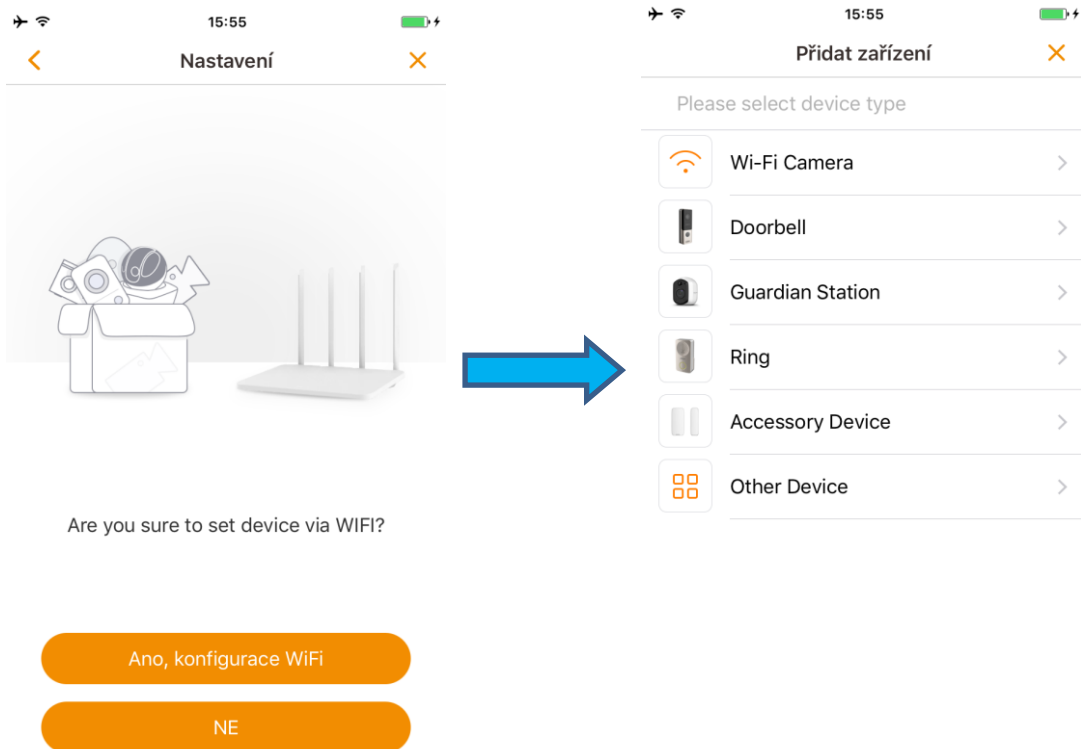 15:55
Nastavení
Are you sure to set device via WIFI?
Ano, konfigurace WiFi
NE
15:55
Přidat zařízení
Please select device type
Wi-Fi Camera
Doorbell
Guardian Station
Ring
Accessory Device
Other Device